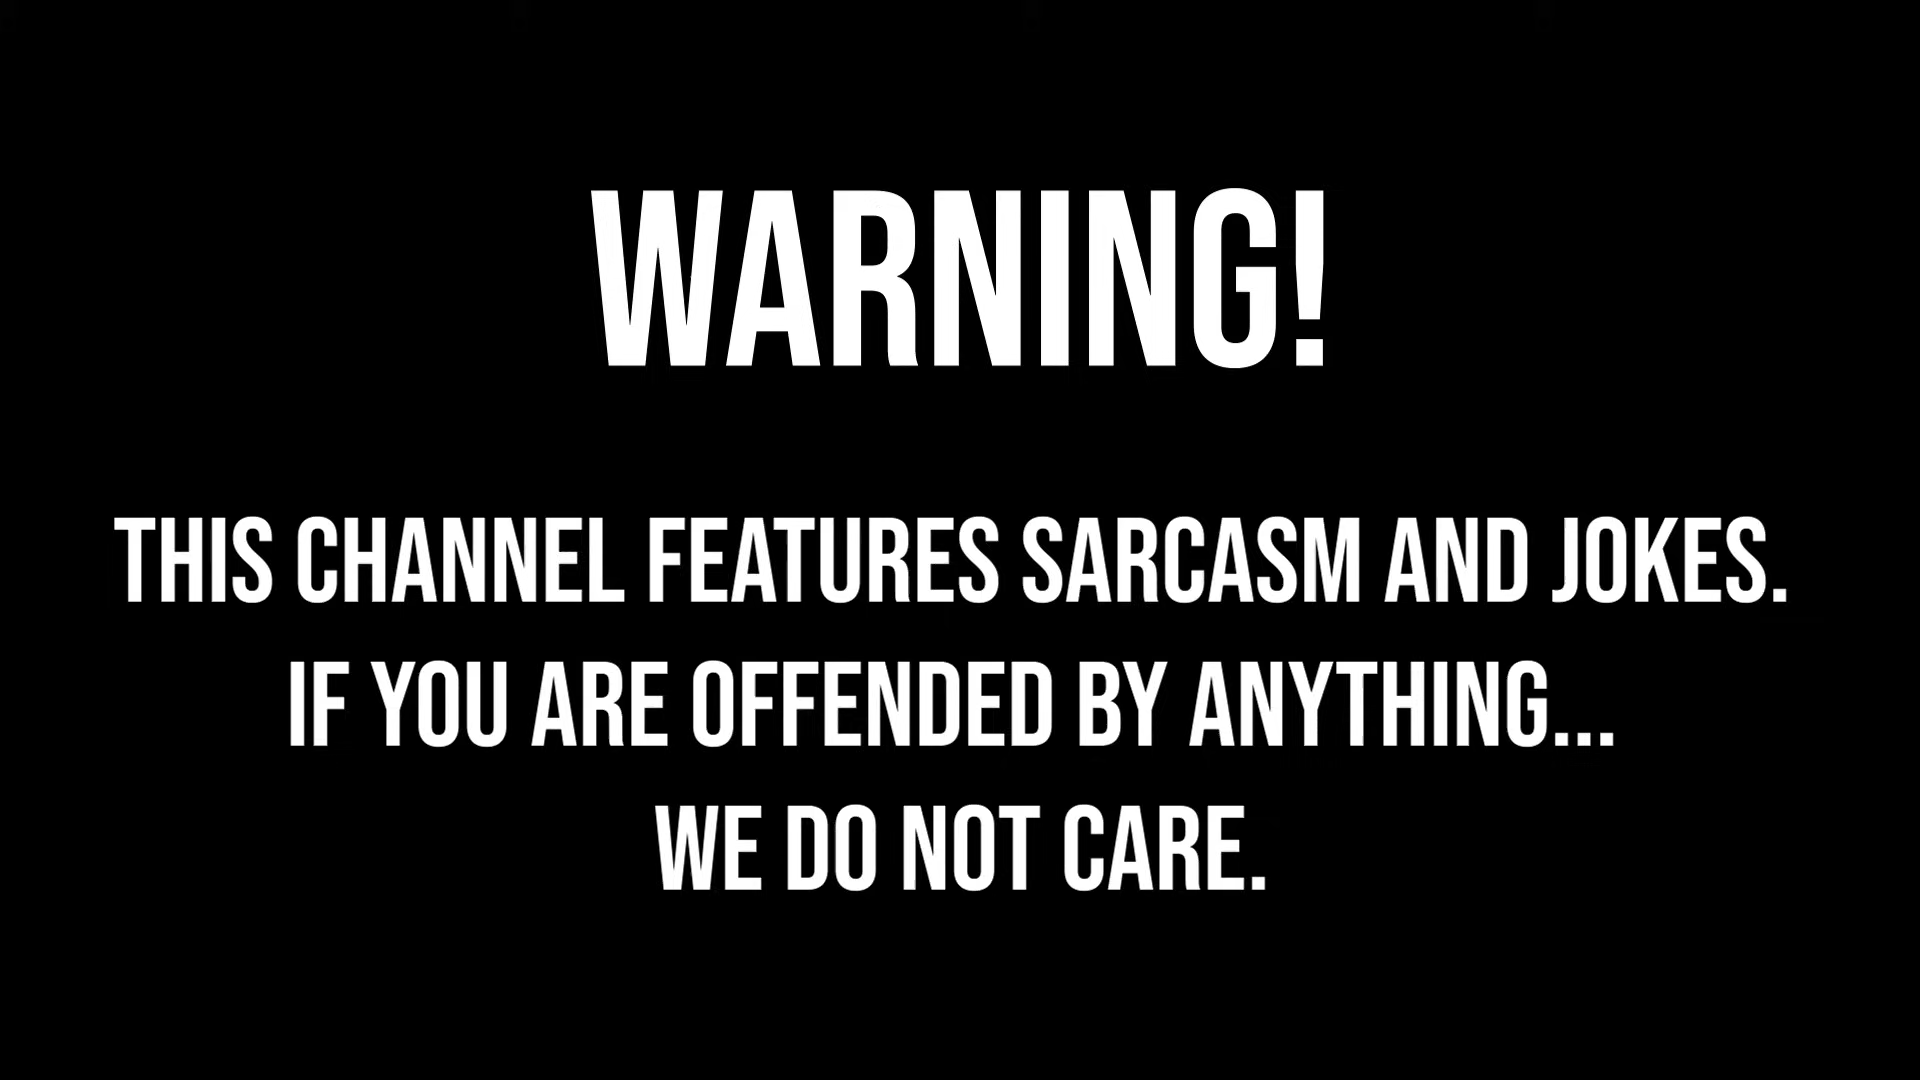 WARNING!
THIS CHANNEL FEATURES SARCASM AND JOKES.
IF YOU ARE OFFENDED BY ANYTHING...
WE DO NOT CARE.